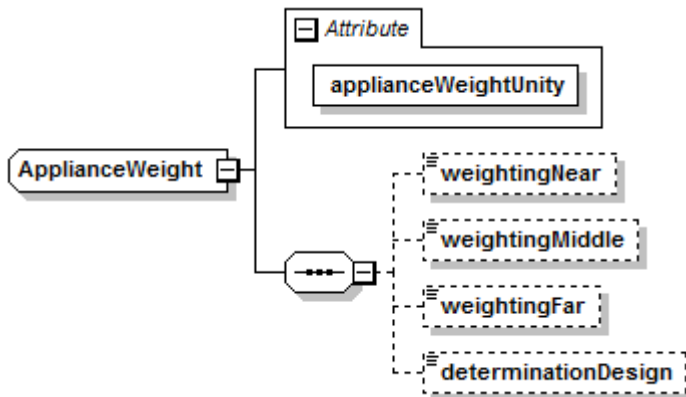 Attribute
applianceWeightUnity
ApplianceWeight
weightingNear
weightingMiddle
weightingFar
determinationDesign